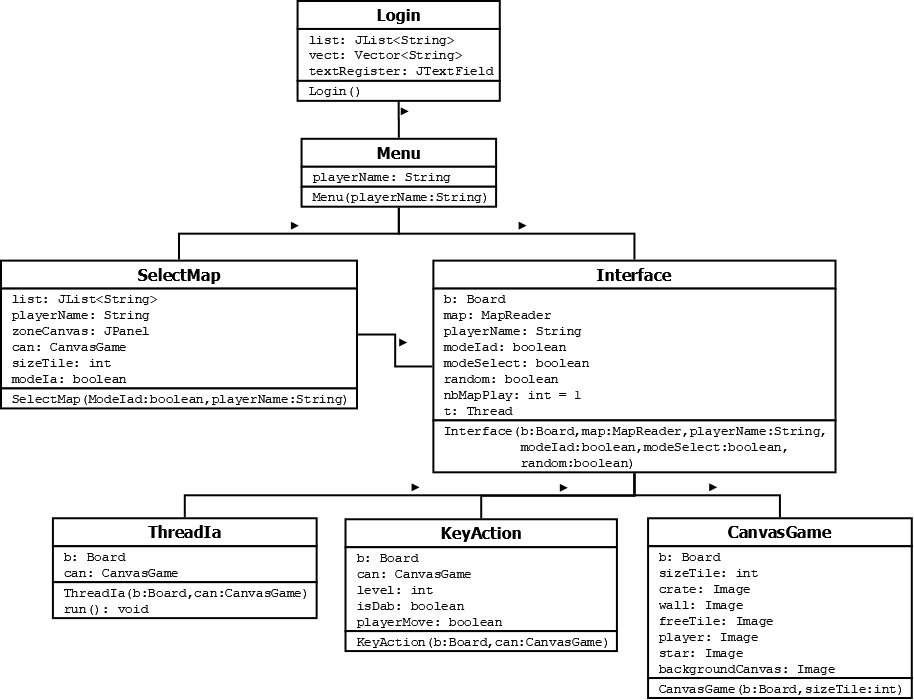 Login
list: JList<String>
vect: Vector<String>
textRegister: JTextField
Login()
Menu
playerName: String
Menu(playerName:String)
SelectMap
list: JList<String>
playerName: String
zoneCanvas: JPanel
can: CanvasGame
sizeTile: int
modeIa: boolean
SelectMap(ModeIad:boolean,playerName:String)
Interface
b: Board
map: MapReader
playerName: String
modeIad: boolean
modeSelect: boolean
random: boolean
nbMapPlay: int = 1
t: Thread
Interface(b:Board,map:MapReader,playerName:String,
modeIad:boolean,modeSelect:boolean,
random:boolean)
ThreadIa
b: Board
can: CanvasGame
ThreadIa(b:Board,can:CanvasGame)
run(): void
KeyAction
b: Board
can: CanvasGame
level: int
isDab: boolean
playerMove: boolean
KeyAction(b:Board,can:CanvasGame)
CanvasGame
b: Board
sizeTile: int
crate: Image
wall: Image
freeTile: Image
player: Image
star: Image
backgroundCanvas: Image
CanvasGame(b:Board,sizeTile:int)